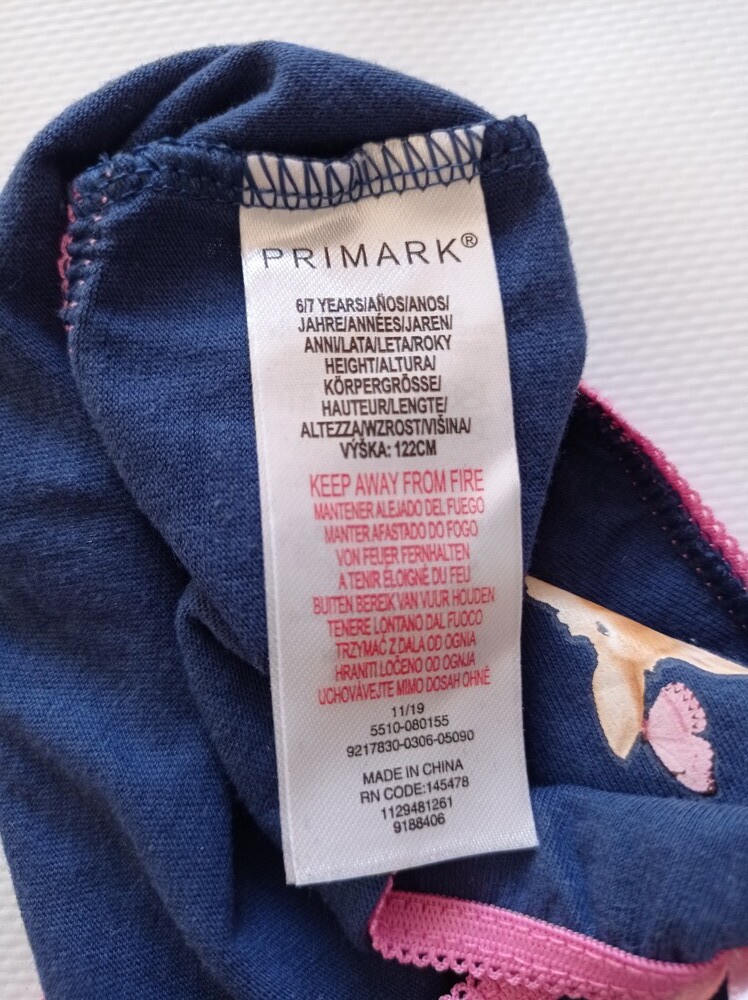 PRIMARK®
6/7 YEARS/AÑOS/ANOS/
JAHRE/ANNÉES/JAREN/
ANNI/LATA/LETA/ROKY
HEIGHT/ALTURA/
KÖRPERGRÖSSE/
HAUTEUR/LENGTE/
ALTEZZA/WZROST/VIŠINA/
VÝŠKA: 122CM
KEEP AWAY FROM FIRE
MANTENER ALEJADO DEL FUEGO
MANTER AFASTADO DO FOGO
VON FEUER FERNHALTEN
A TENIR ÉLOIGNÉ DU FEU
BUITEN BEREIK VAN VUUR HOUDEN
TENERE LONTANO DAL FUOCO
TRZYMAĆ Z DALA OD OGNIA
HRANITI LOČENO OD OGNJA
UCHOVÁVEJTE MIMO DOSAH OHNĚ
11/19
5510-080155
9217830-0306-05090
MADE IN CHINA
RN CODE:145478
1129481261
9188406